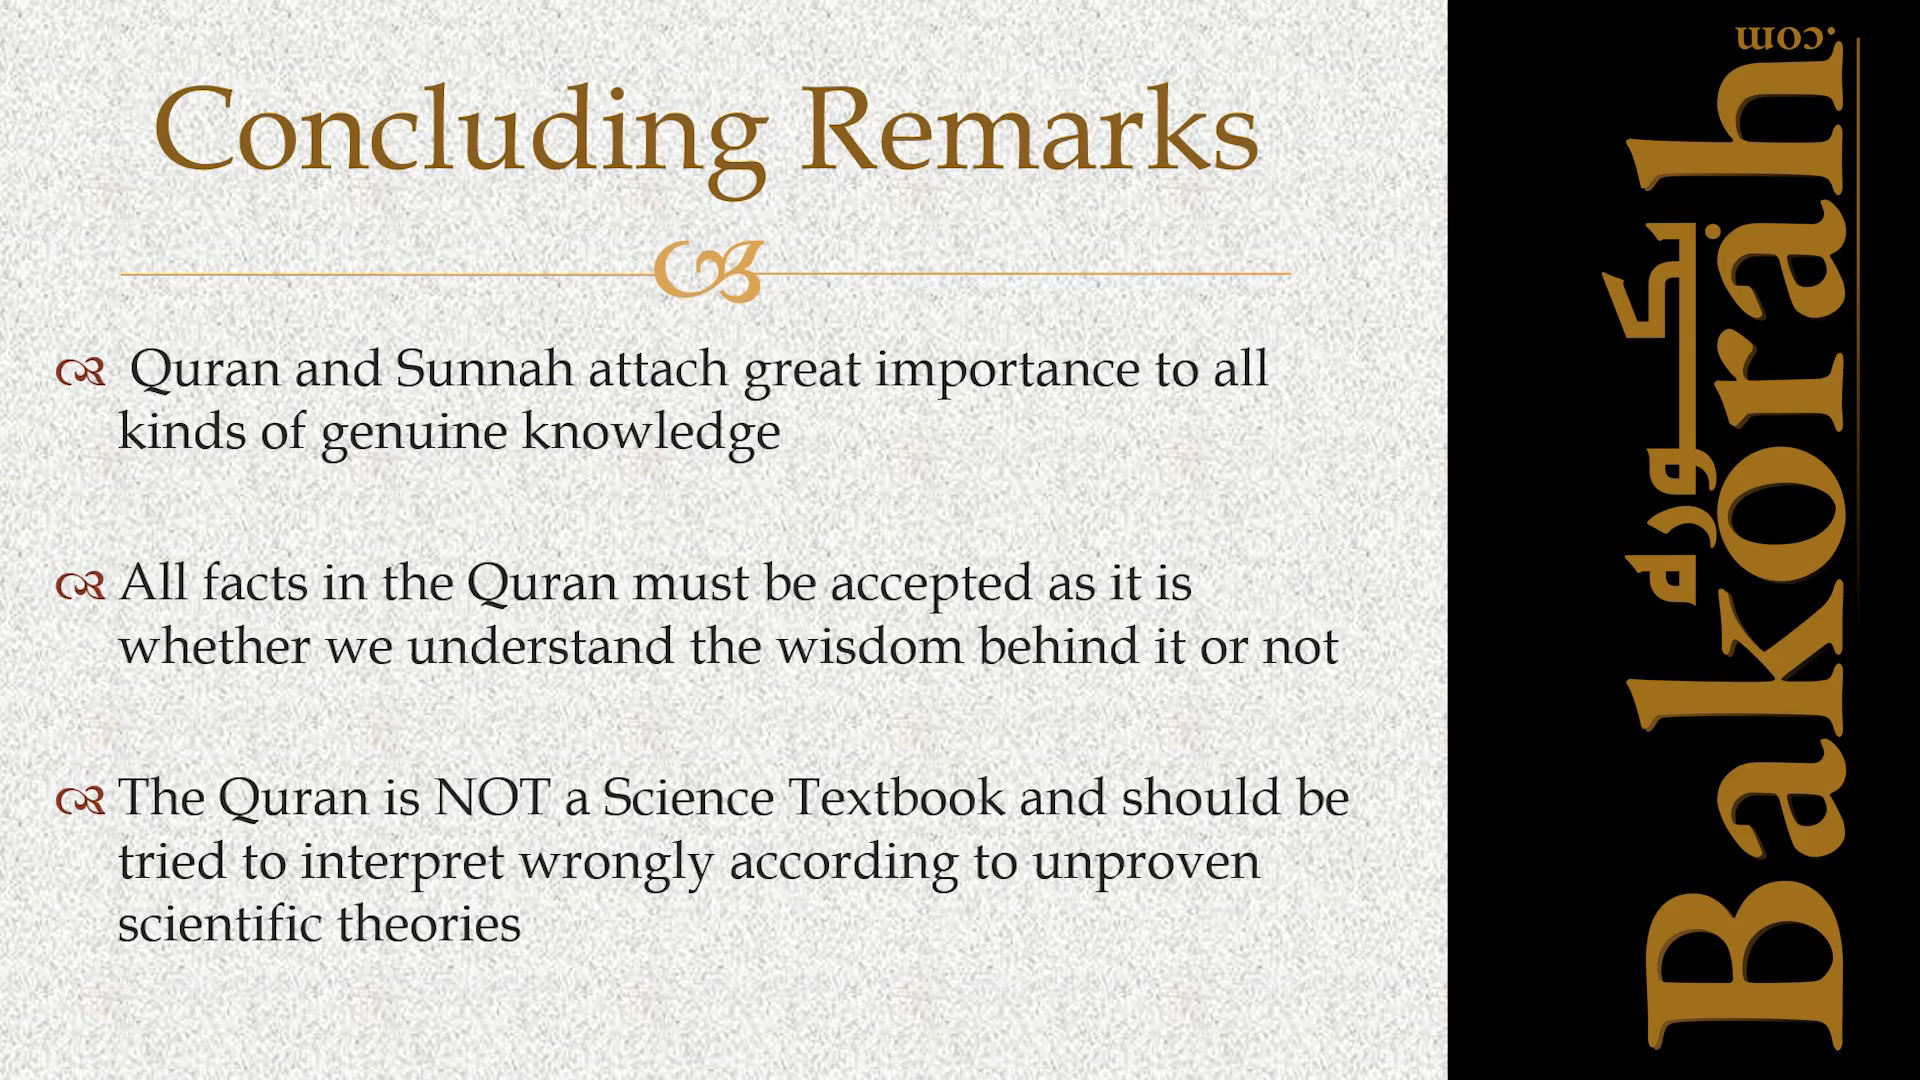 Concluding Remarks
Quran and Sunnah attach great importance to all
kinds of genuine knowledge
All facts in the Quran must be accepted as it is
whether we understand the wisdom behind it or not
The Quran is NOT a Science Textbook and should be
tried to interpret wrongly according to unproven
scientific theories
بكورة
Bakorah
.com